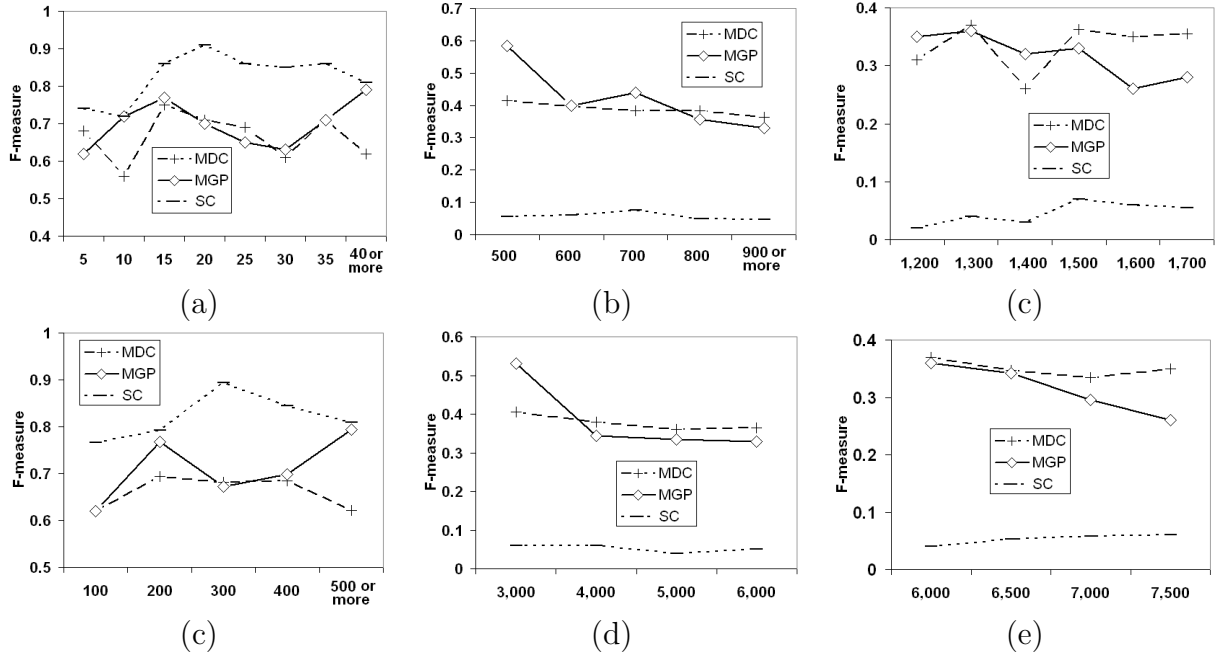 1
0.9
0.8
0.7
0.6
0.5
0.4
F-measure
MDC
MGP
SC
5 10 15 20 25 30 35 40 or more
(a)
0.7
0.6
0.5
0.4
0.3
0.2
0.1
0
F-measure
MDC
MGP
SC
500 600 700 800 900 or more
(b)
0.4
0.3
0.2
0.1
0
F-measure
MDC
MGP
SC
1,200 1,300 1,400 1,500 1,600 1,700
(c)
1
0.9
0.8
0.7
0.6
0.5
F-measure
MDC
MGP
SC
100 200 300 400 500 or more
(c)
0.6
0.5
0.4
0.3
0.2
0.1
0
F-measure
MDC
MGP
SC
3,000 4,000 5,000 6,000
(d)
0.4
0.3
0.2
0.1
0
F-measure
MDC
MGP
SC
6,000 6,500 7,000 7,500
(e)